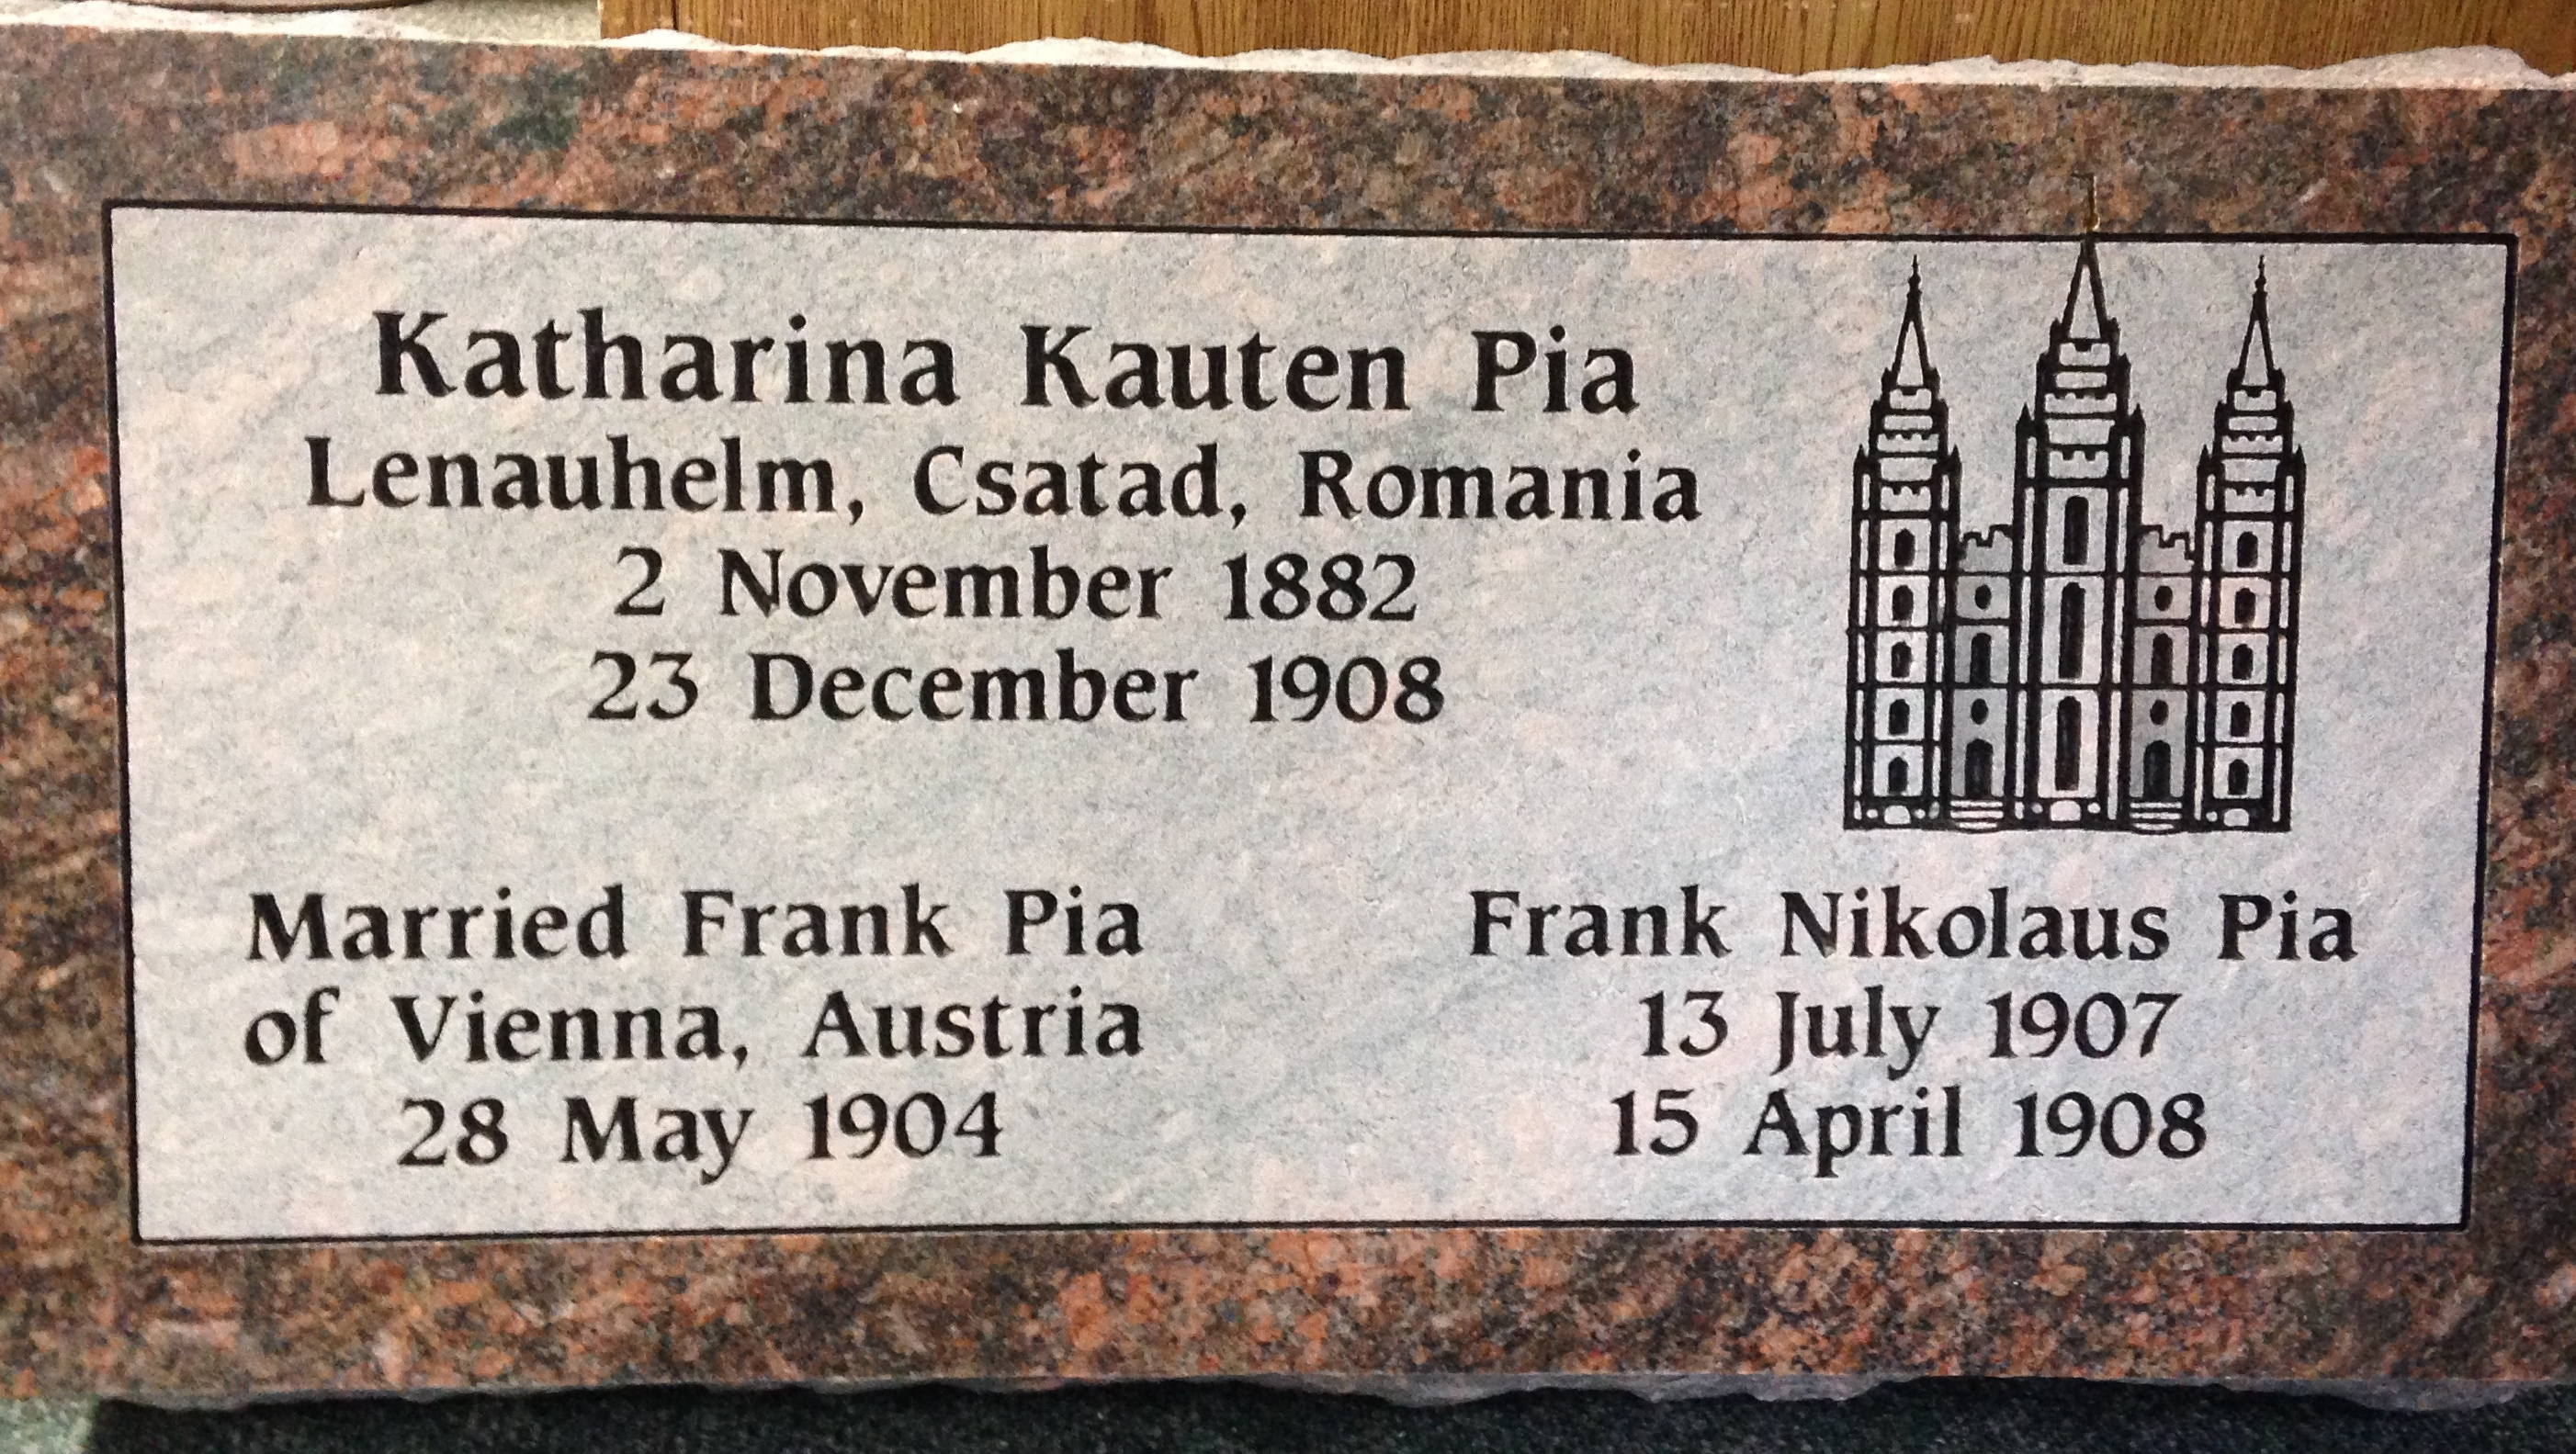 Katharina Kauten Pia
Lenauhelm, Csatad, Romania
2 November 1882
23 December 1908
Married Frank Pia
of Vienna, Austria
28 May 1904
Frank Nikolaus Pia
13 July 1907
15 April 1908